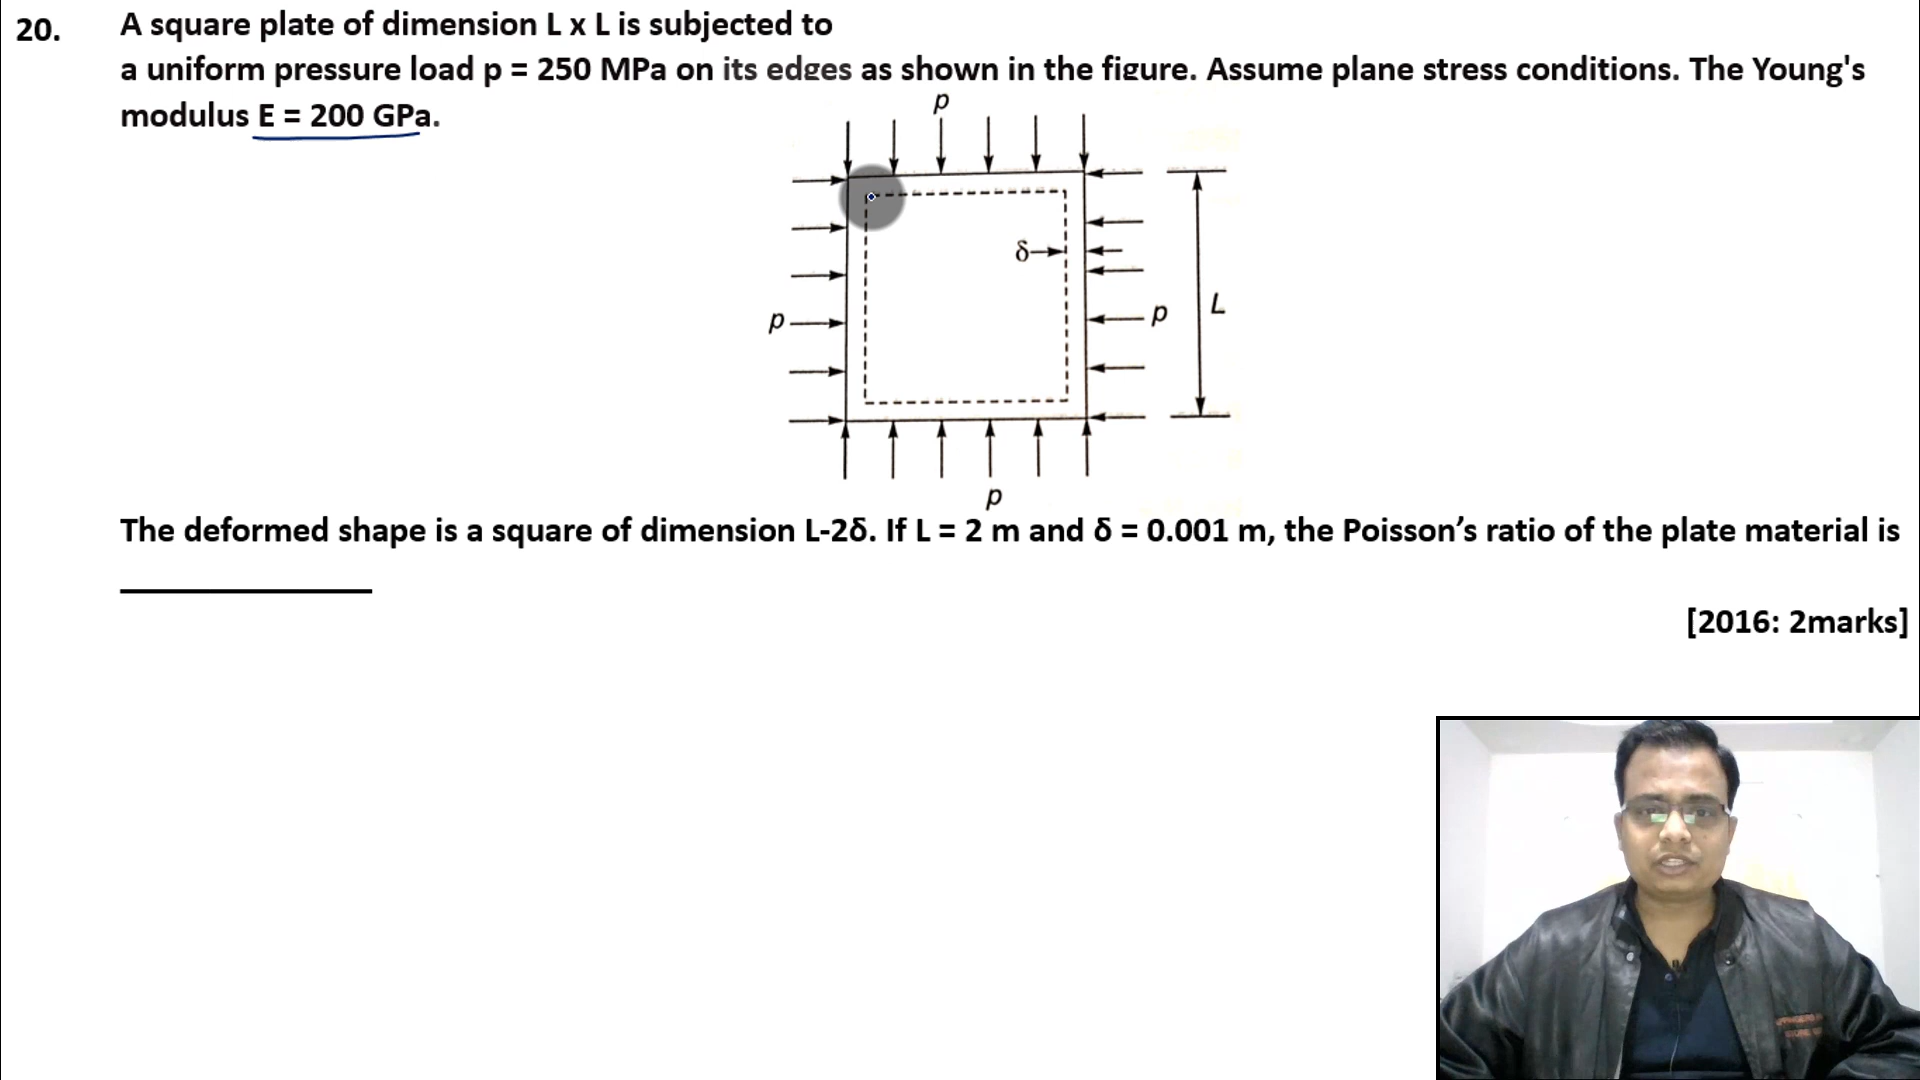 20. A square plate of dimension L x L is subjected to
a uniform pressure load p = 250 MPa on its edges as shown in the figure. Assume plane stress conditions. The Young's
modulus E = 200 GPa.
p
δ
p
p
L
p
The deformed shape is a square of dimension L-2δ. If L = 2 m and δ = 0.001 m, the Poisson’s ratio of the plate material is
[2016: 2marks]